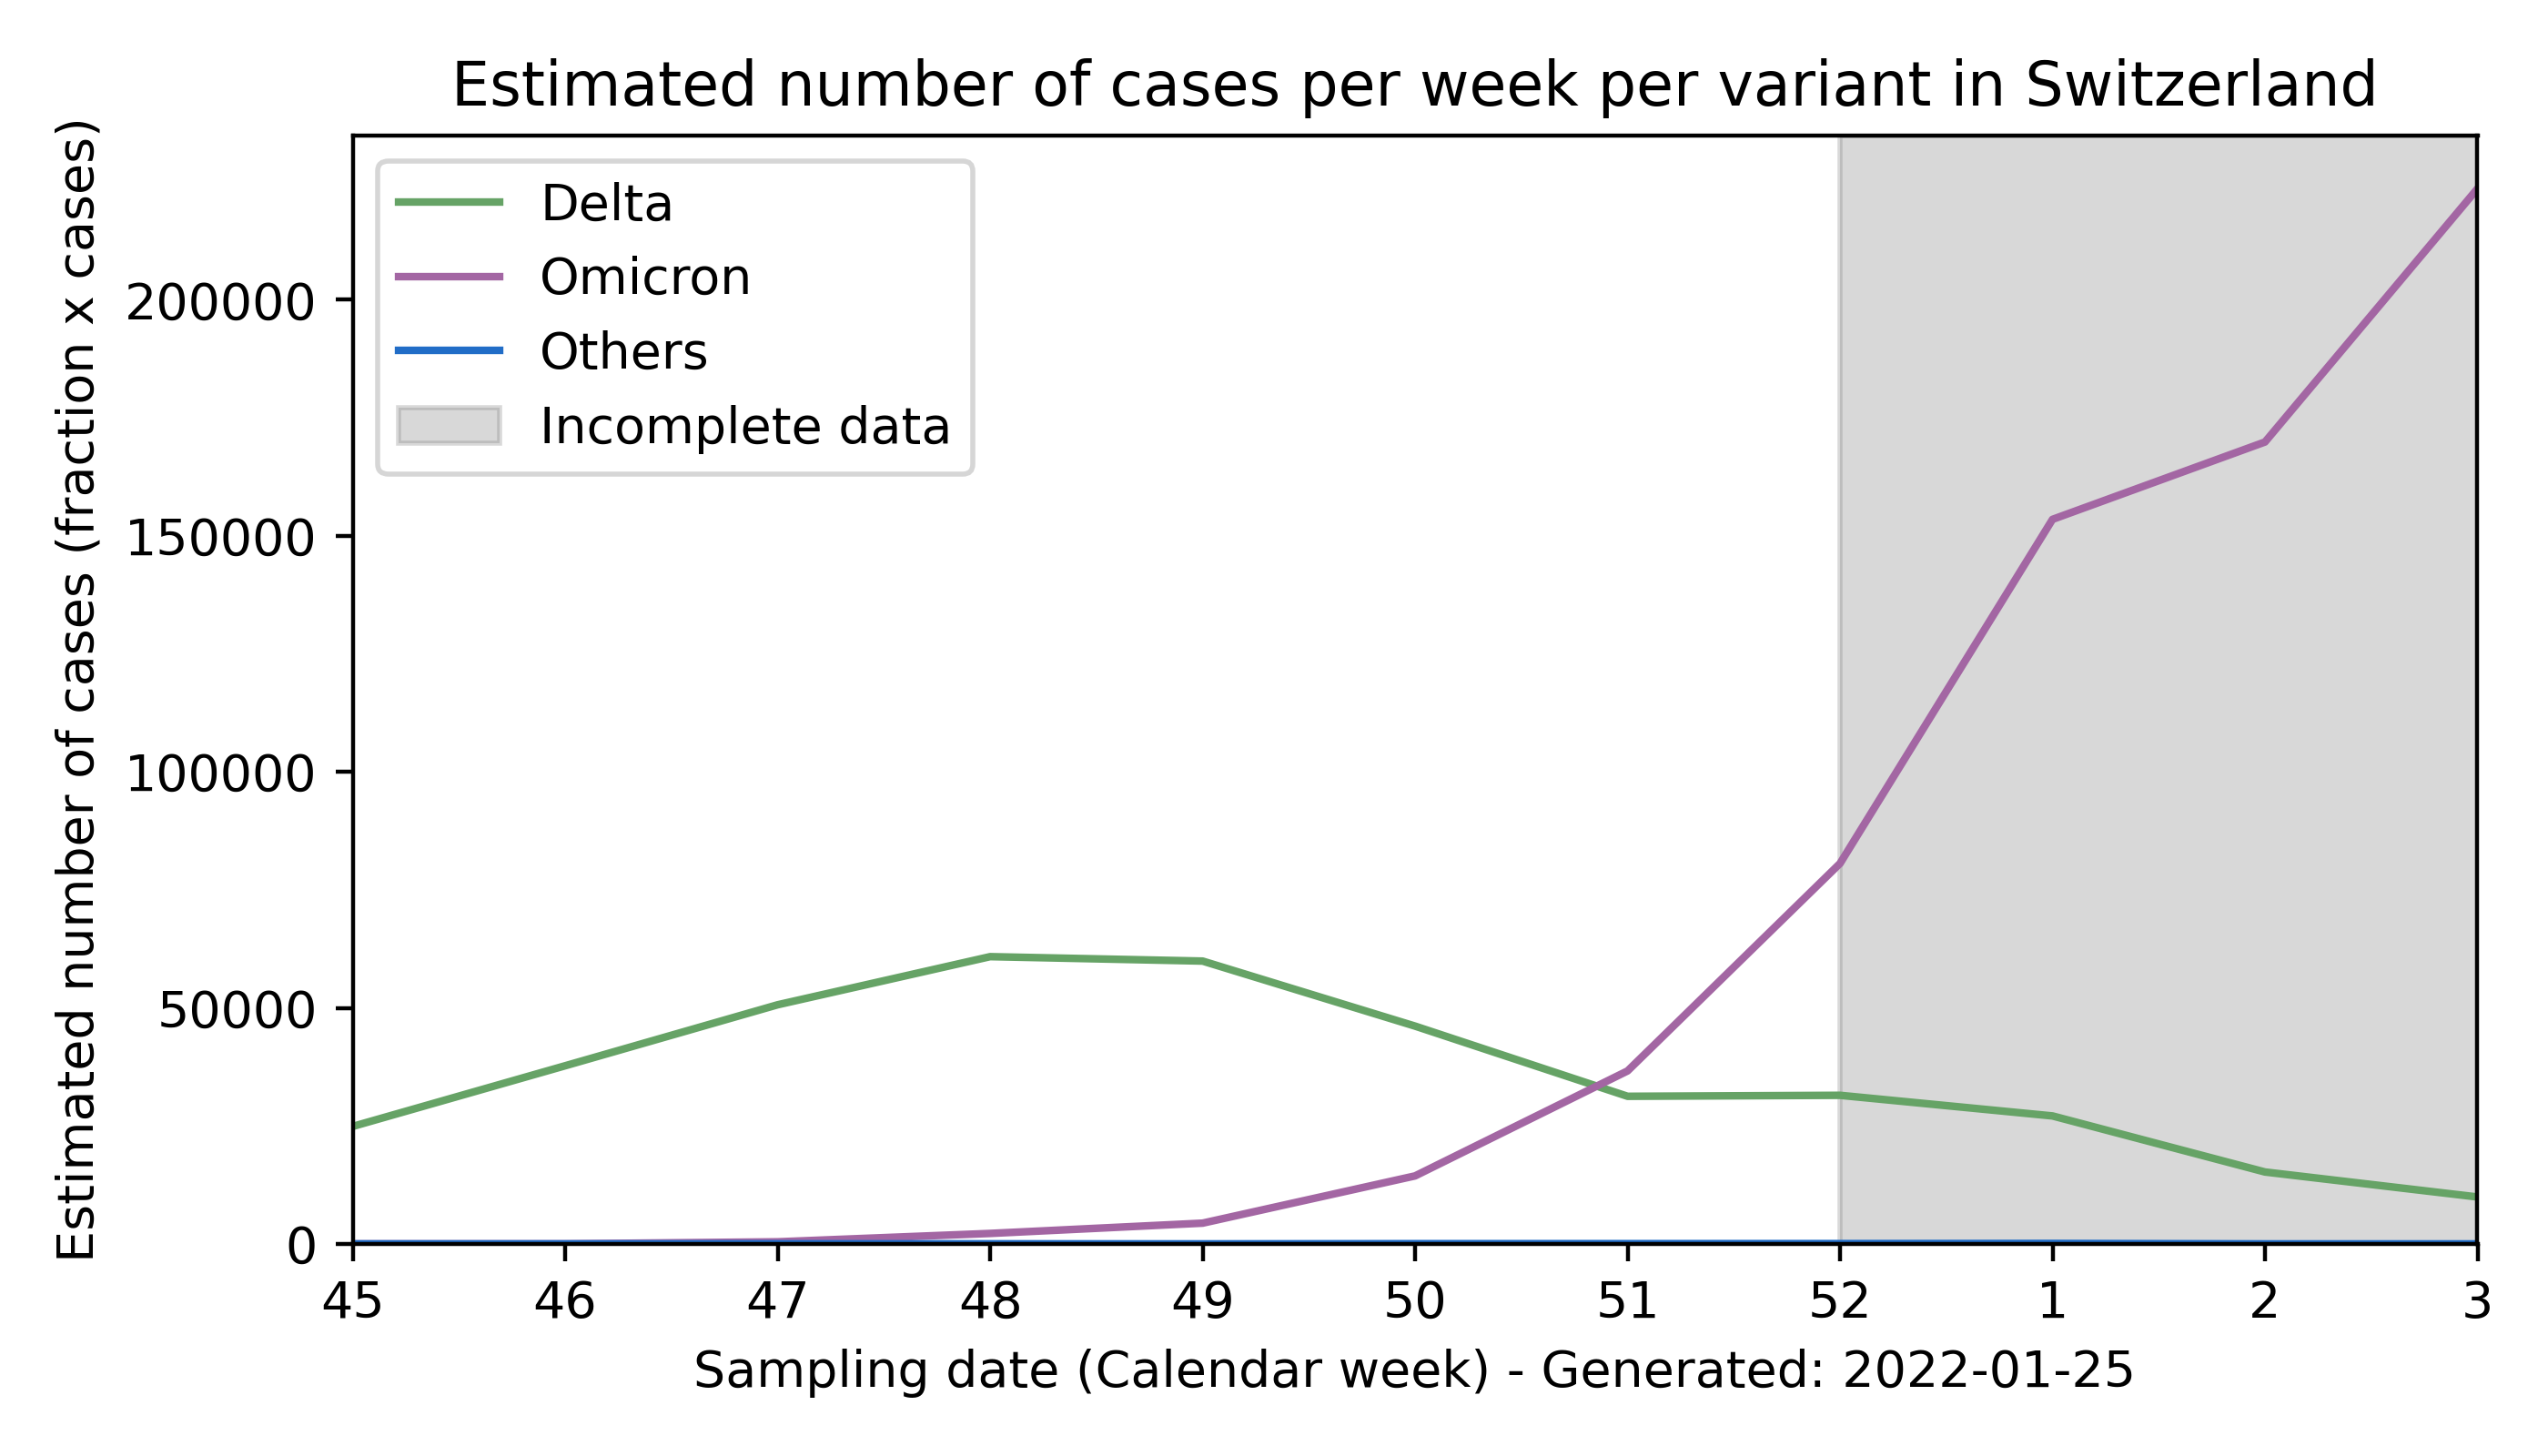 Estimated number of cases per week per variant in Switzerland
Estimated number of cases (fraction x cases)
Delta
Omicron
Others
Incomplete data
200000
150000
100000
50000
0
45 46 47 48 49 50 51 52 1 2 3
Sampling date (Calendar week) - Generated: 2022-01-25